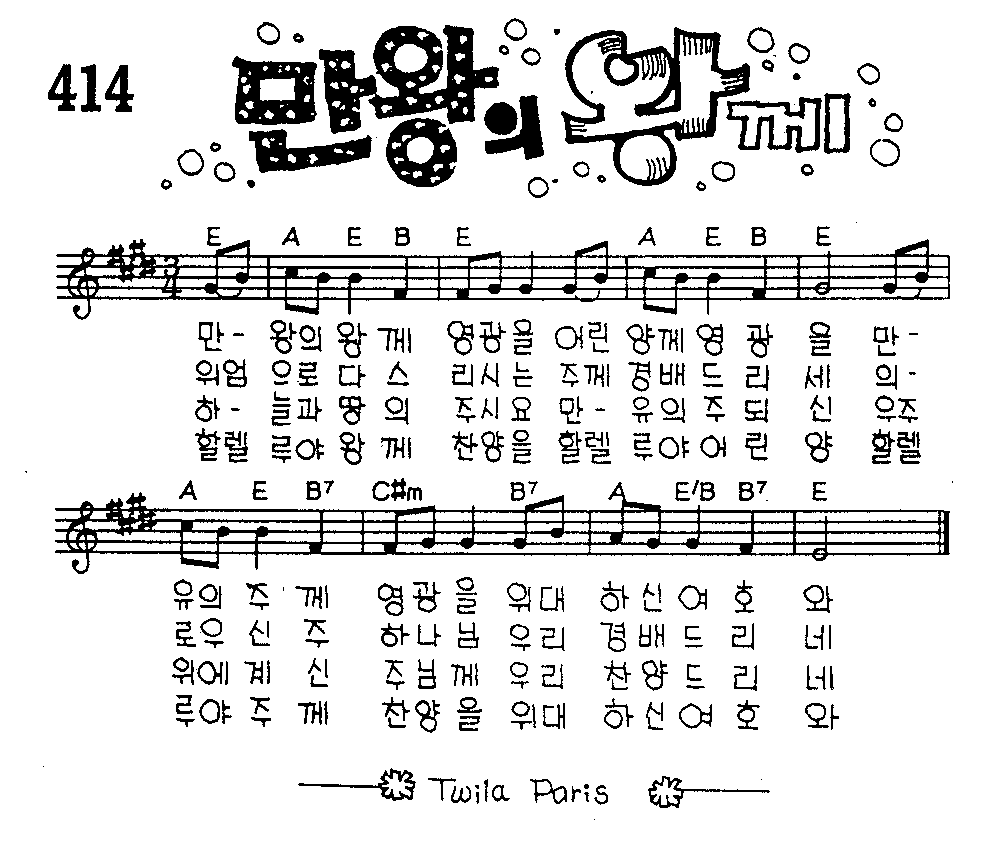 414
만왕의 왕께
E A E B E A E B E
만- 왕의 왕 께 영광을 어린 양께 영 광 을 만-
위엄 으로 다 스 리시는 주께 경배 드 리 세 의-
하- 늘과 땅 의 주시요 만- 유의 주 되 신 우주
할렐 루야 왕 께 찬양을 할렐 루야 어 린 양 할렐
A E B7 C#m B7 A E/B B7 E
유의 주 께 영광을 위대 하신 여 호 와
로우 신 주 하나님 우리 경배 드 리 네
위에 계 신 주님께 우리 찬양 드 리 네
루야 주 께 찬양을 위대 하신 여 호 와
Twila Paris